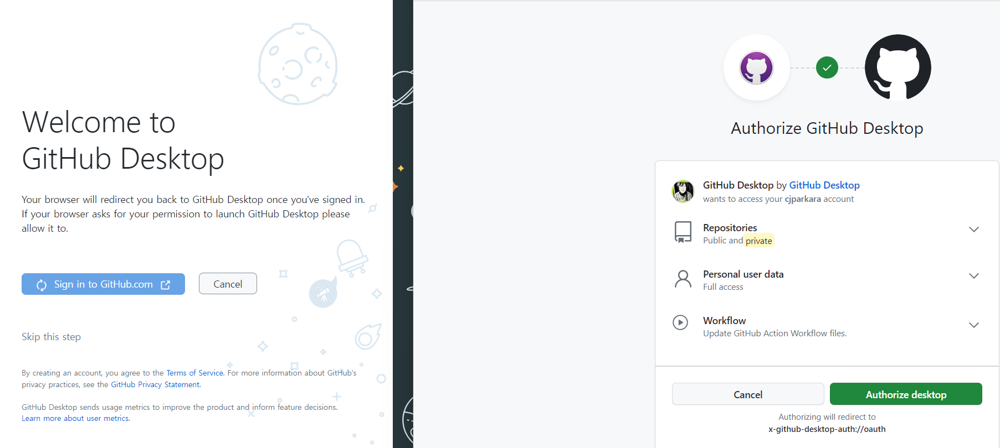 Welcome to
GitHub Desktop
Your browser will redirect you back to GitHub Desktop once you've signed in.
If your browser asks for your permission to launch GitHub Desktop please
allow it to.
Sign in to GitHub.com
Cancel
Skip this step
By creating an account, you agree to the Terms of Service. For more information about GitHub's
privacy practices, see the GitHub Privacy Statement.
GitHub Desktop sends usage metrics to improve the product and inform feature decisions.
Learn more about user metrics.
Authorize GitHub Desktop
GitHub Desktop by GitHub Desktop
wants to access your cjparkara account
Repositories
Public and private
Personal user data
Full access
Workflow
Update GitHub Action Workflow files.
Cancel
Authorize desktop
Authorizing will redirect to
x-github-desktop-auth://oauth